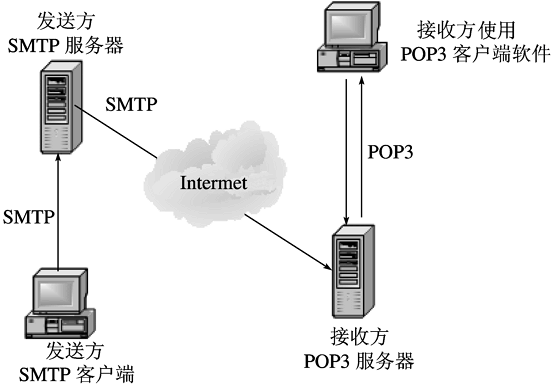 发送方
SMTP 服务器
接收方使用
POP3 客户端软件
SMTP
POP3
Internet
SMTP
接收方
POP3 服务器
发送方
SMTP 客户端